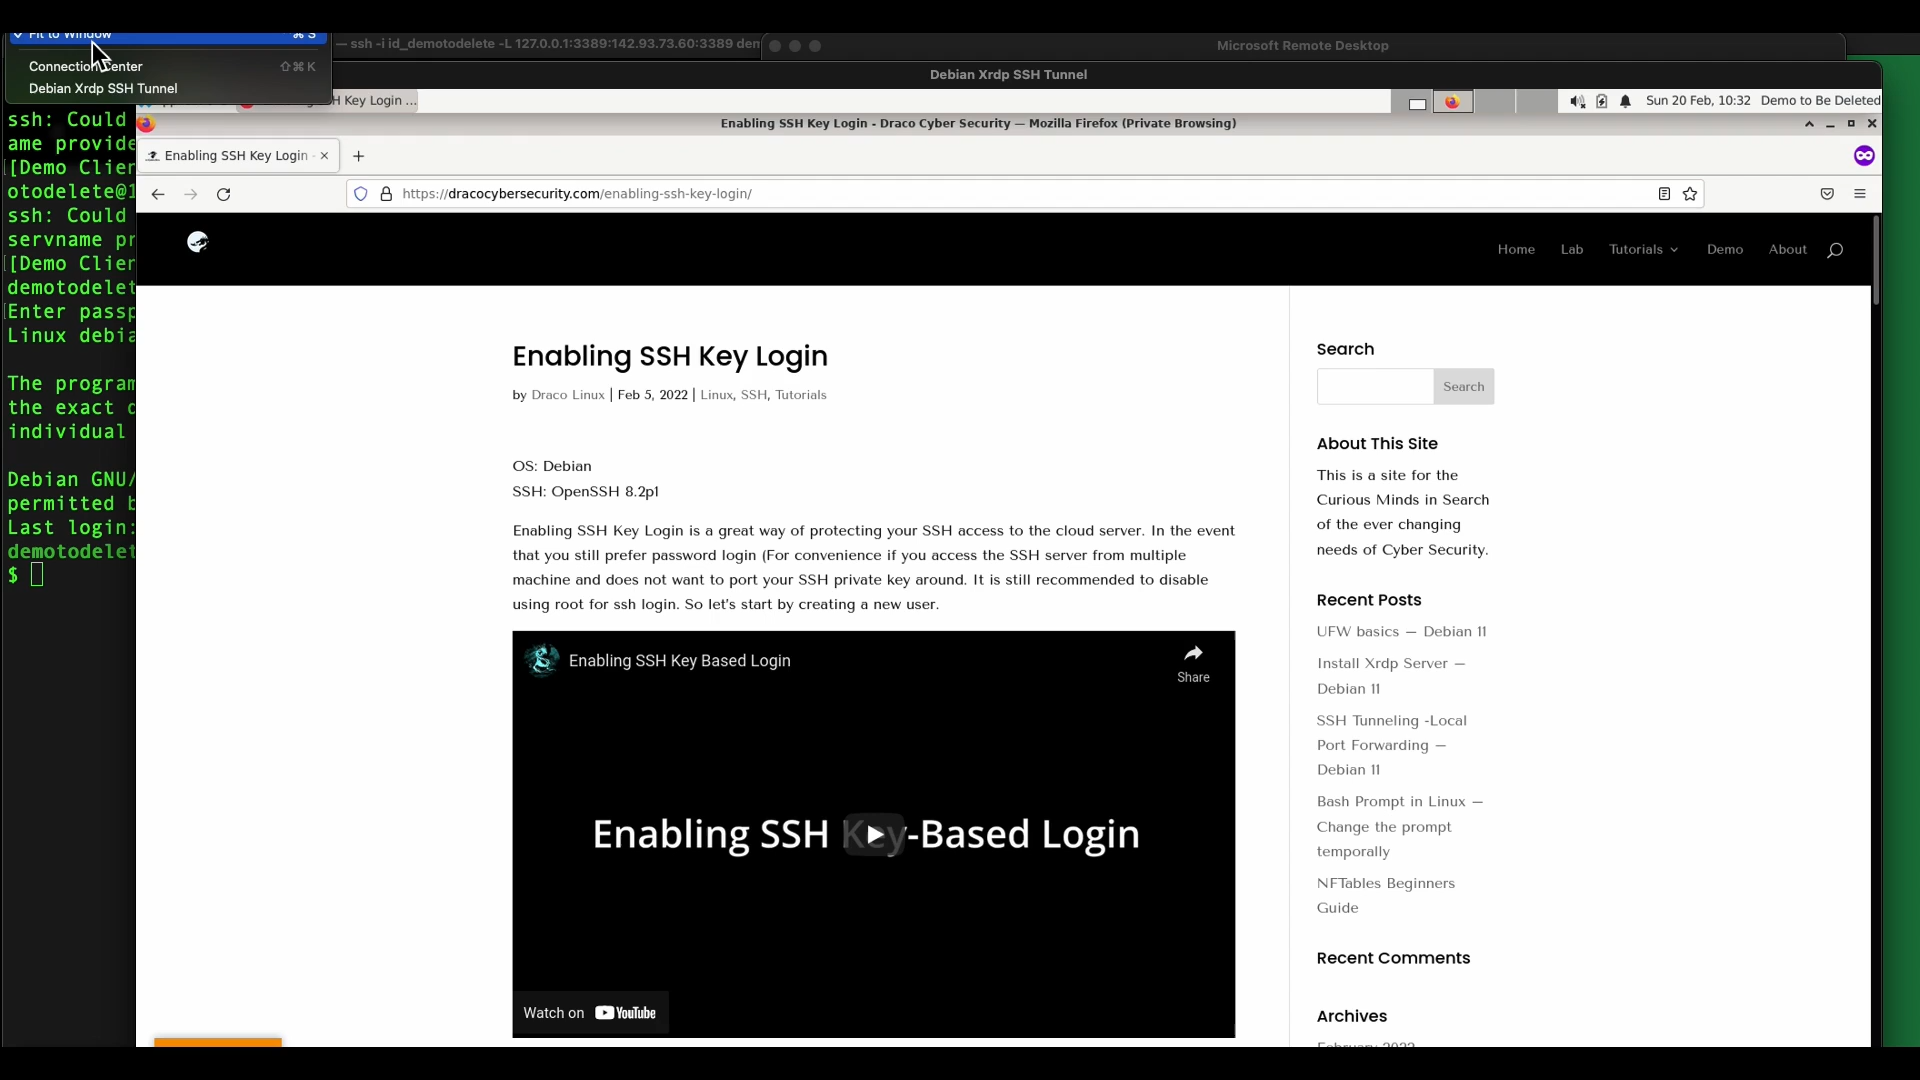 Fit to Window ⌘ S
Connection Center ⇧⌘K
Debian Xrdp SSH Tunnel
— ssh -i id_demotodelete -L 127.0.0.1:3389:142.93.73.60:3389 dem
Microsoft Remote Desktop
Debian Xrdp SSH Tunnel
H Key Login ...
Sun 20 Feb, 10:32 Demo to Be Deleted
Enabling SSH Key Login - Draco Cyber Security — Mozilla Firefox (Private Browsing)
Enabling SSH Key Login
https://dracocybersecurity.com/enabling-ssh-key-login/
ssh: Could
ame provide
[[Demo Clien
otodelete@1
ssh: Could
servname pr
[[Demo Clien
demotodelet
[Enter passp
Linux debia
The program
the exact d
individual
Debian GNU/
permitted b
Last login:
demotodelet
$
Home Lab Tutorials Demo About
Enabling SSH Key Login
by Draco Linux | Feb 5, 2022 | Linux, SSH, Tutorials
OS: Debian
SSH: OpenSSH 8.2p1
Enabling SSH Key Login is a great way of protecting your SSH access to the cloud server. In the event
that you still prefer password login (For convenience if you access the SSH server from multiple
machine and does not want to port your SSH private key around. It is still recommended to disable
using root for ssh login. So let's start by creating a new user.
Enabling SSH Key Based Login
Share
Enabling SSH Key-Based Login
Watch on YouTube
Search
Search
About This Site
This is a site for the
Curious Minds in Search
of the ever changing
needs of Cyber Security.
Recent Posts
UFW basics – Debian 11
Install Xrdp Server –
Debian 11
SSH Tunneling -Local
Port Forwarding –
Debian 11
Bash Prompt in Linux –
Change the prompt
temporally
NFTables Beginners
Guide
Recent Comments
Archives
February 2022